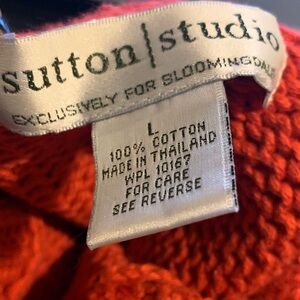 sutton|studio
EXCLUSIVELY FOR BLOOMINGDALE
L
100% COTTON
MADE IN THAILAND
WPL 10167
FOR CARE
SEE REVERSE